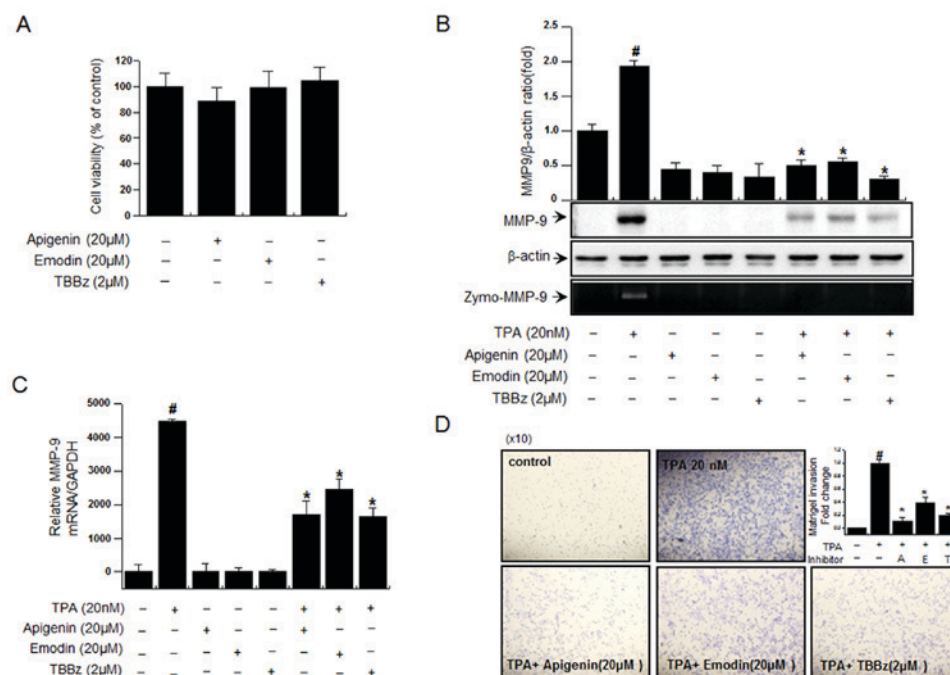 A
Cell viability (% of control)
120
100
80
60
40
20
0
Apigenin (20µM) – + – –
Emodin (20µM) – – + –
TBBz (2µM) – – – +
B
MMP9/β-actin ratio(fold)
2.5
2.0
1.5
1.0
0.5
0.0
#
* * *
MMP-9
β-actin
Zymo-MMP-9
TPA (20nM) – + – – – + + +
Apigenin (20µM) – – + – – + – –
Emodin (20µM) – – – + – – + –
TBBz (2µM) – – – – + – – +
C
Relative MMP-9
mRNA/GAPDH
5000
4000
3000
2000
1000
0
#
* * *
TPA (20nM) – + – – – + + +
Apigenin (20µM) – – + – – + – –
Emodin (20µM) – – – + – – + –
TBBz (2µM) – – – – + – – +
D
(x10)
control
TPA 20 nM
Matrigel invasion
Fold change
#
* * *
TPA – + + + +
Inhibitor – – A E T
TPA+ Apigenin(20µM )
TPA+ Emodin(20µM )
TPA+ TBBz(2µM )